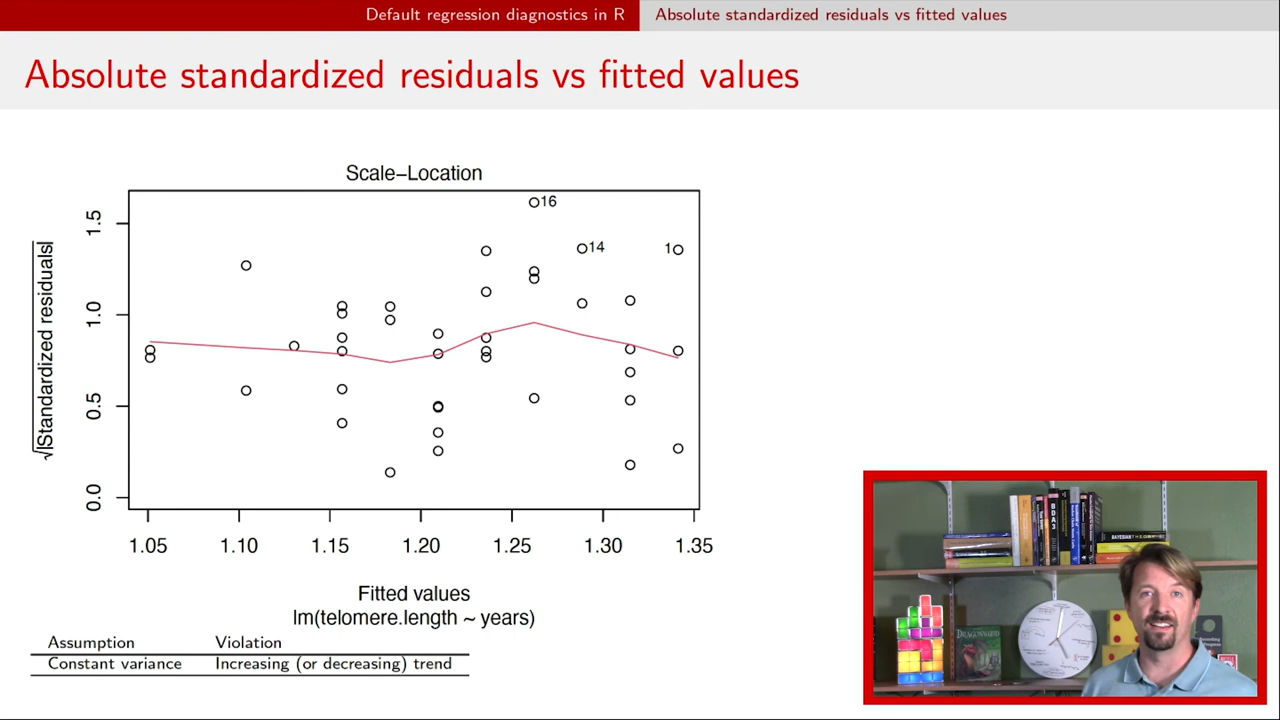 Default regression diagnostics in R
Absolute standardized residuals vs fitted values
Absolute standardized residuals vs fitted values
Scale−Location
√|Standardized residuals|
1.5
1.0
0.5
0.0
16
14
1
1.05 1.10 1.15 1.20 1.25 1.30 1.35
Fitted values
lm(telomere.length ~ years)
Assumption Violation
Constant variance Increasing (or decreasing) trend
BDA3
DRAGONWOOD